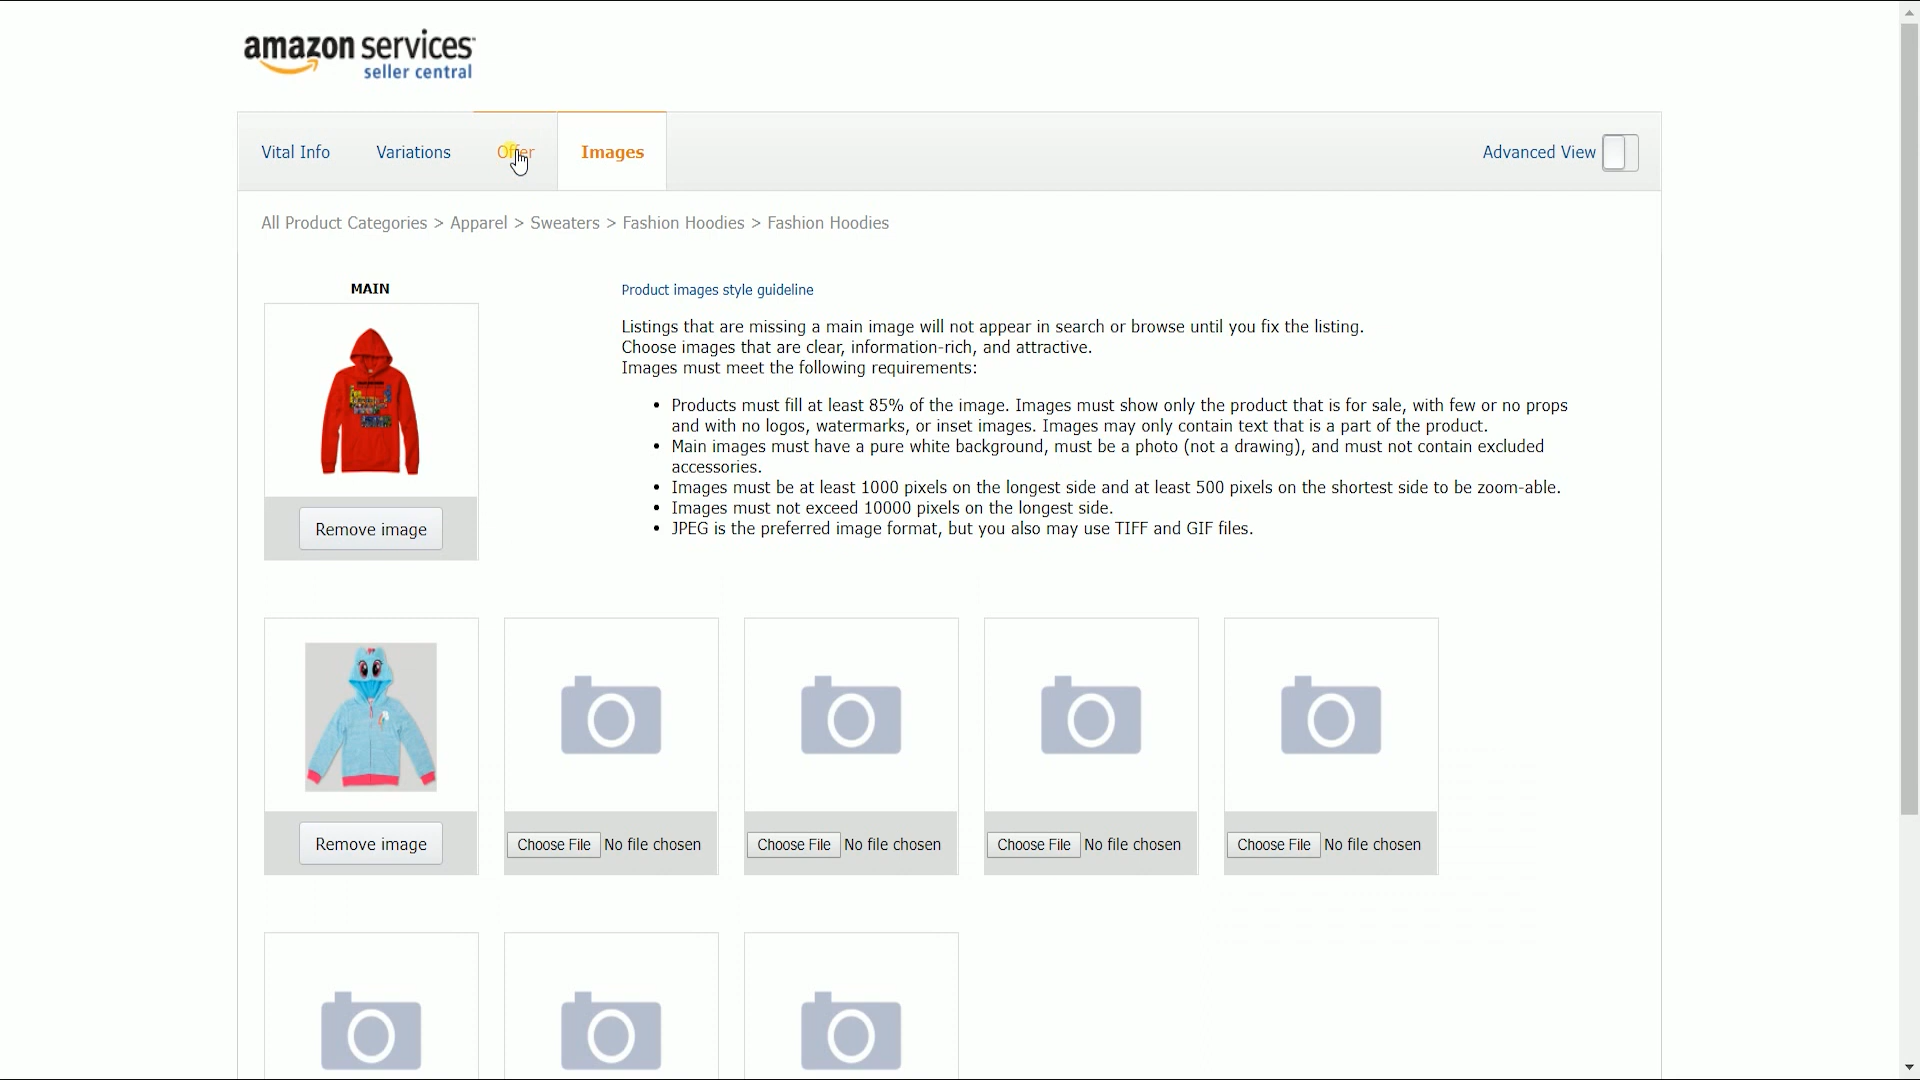 amazon services
seller central
Vital Info
Variations
Offer
Images
Advanced View
All Product Categories > Apparel > Sweaters > Fashion Hoodies > Fashion Hoodies
MAIN
Product images style guideline
Listings that are missing a main image will not appear in search or browse until you fix the listing.
Choose images that are clear, information-rich, and attractive.
Images must meet the following requirements:
• Products must fill at least 85% of the image. Images must show only the product that is for sale, with few or no props
and with no logos, watermarks, or inset images. Images may only contain text that is a part of the product.
• Main images must have a pure white background, must be a photo (not a drawing), and must not contain excluded
accessories.
• Images must be at least 1000 pixels on the longest side and at least 500 pixels on the shortest side to be zoom-able.
• Images must not exceed 10000 pixels on the longest side.
• JPEG is the preferred image format, but you also may use TIFF and GIF files.
Remove image
Remove image
Choose File No file chosen
Choose File No file chosen
Choose File No file chosen
Choose File No file chosen